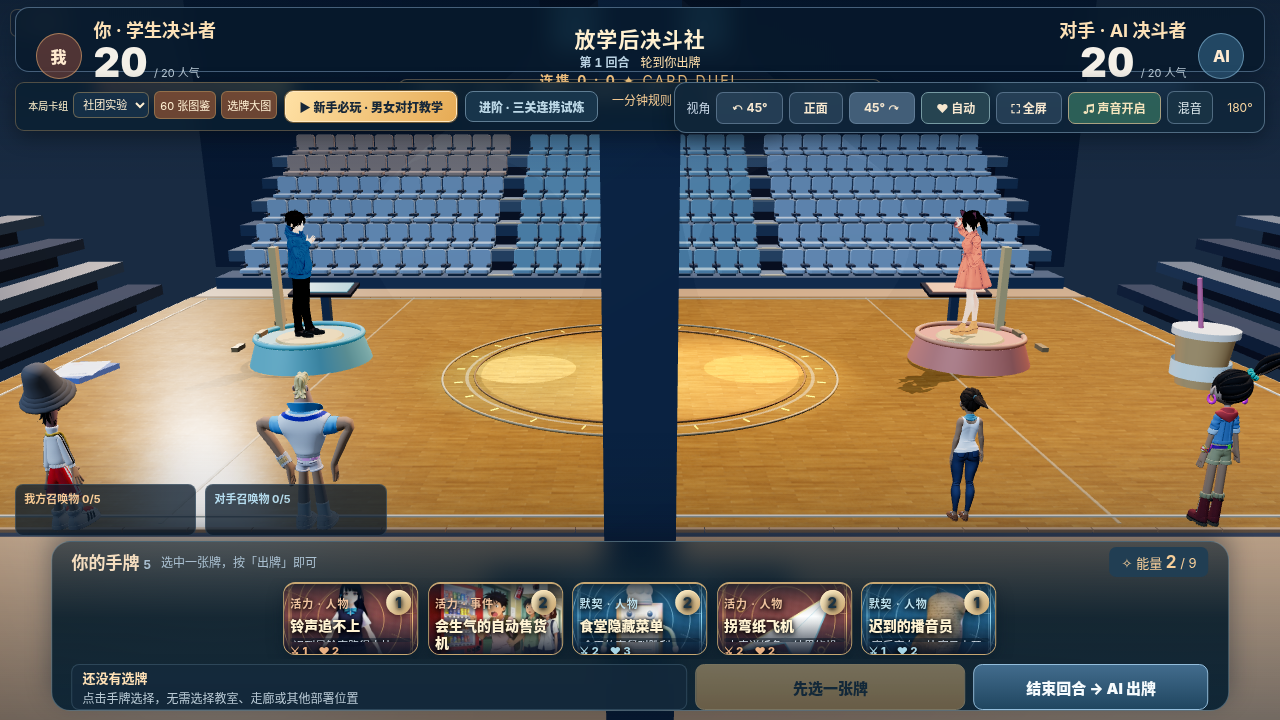 我
你 · 学生决斗者
20 / 20 人气
放学后决斗社
第 1 回合 轮到你出牌
对手 · AI 决斗者
20 / 20 人气
AI
本局卡组
社团实验
60 张图鉴
选牌大图
▶ 新手必玩 · 男女对打教学
进阶 · 三关连携试炼
一分钟规则
视角
↶ 45°
正面
45° ↷
♥ 自动
⛶ 全屏
♫ 声音开启
混音
180°
我方召唤物 0/5
对手召唤物 0/5
你的手牌 5 选中一张牌，按「出牌」即可
✧ 能量 2 / 9
活力 · 人物
1
铃声追不上
⚔1 ♥2
活力 · 事件
2
会生气的自动售货机
默契 · 人物
2
食堂隐藏菜单
⚔2 ♥3
活力 · 人物
2
拐弯纸飞机
⚔2 ♥2
默契 · 人物
1
迟到的播音员
⚔1 ♥2
还没有选牌
点击手牌选择，无需选择教室、走廊或其他部署位置
先选一张牌
结束回合 → AI 出牌